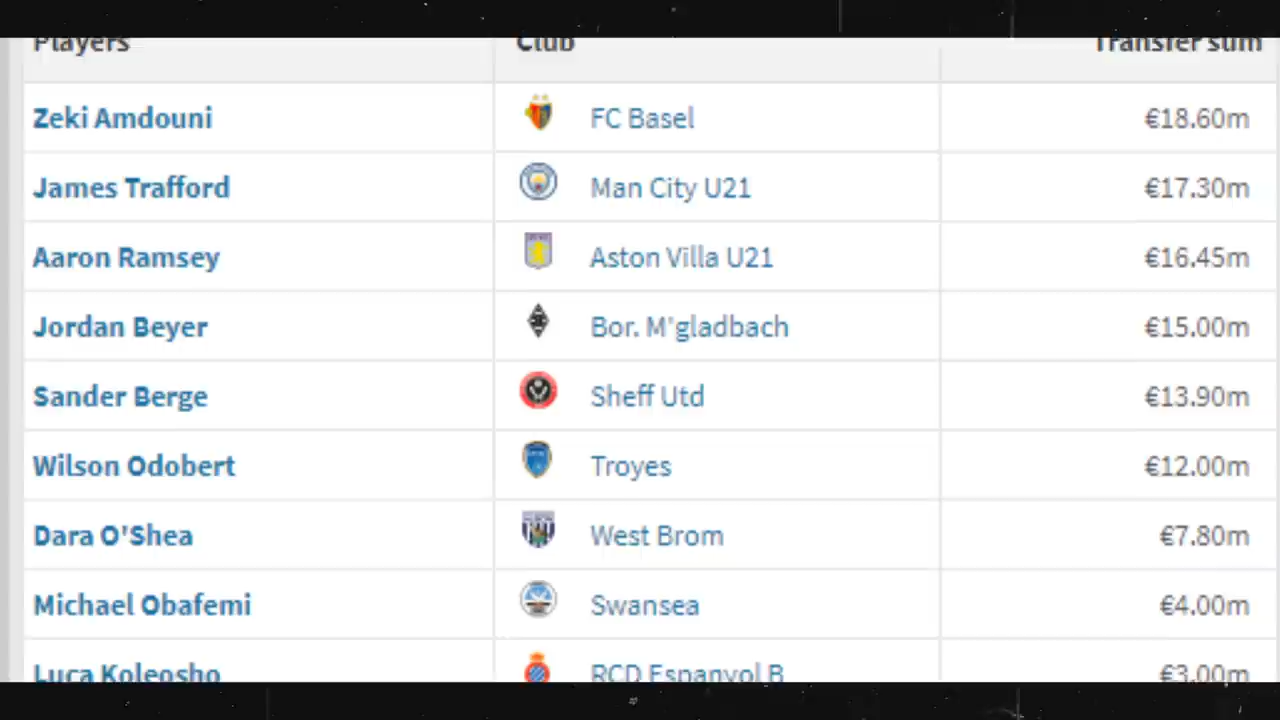 Players Club Transfer sum
Zeki Amdouni FC Basel €18.60m
James Trafford Man City U21 €17.30m
Aaron Ramsey Aston Villa U21 €16.45m
Jordan Beyer Bor. M'gladbach €15.00m
Sander Berge Sheff Utd €13.90m
Wilson Odobert Troyes €12.00m
Dara O'Shea West Brom €7.80m
Michael Obafemi Swansea €4.00m
Luca Koleosho RCD Espanyol B €3.00m